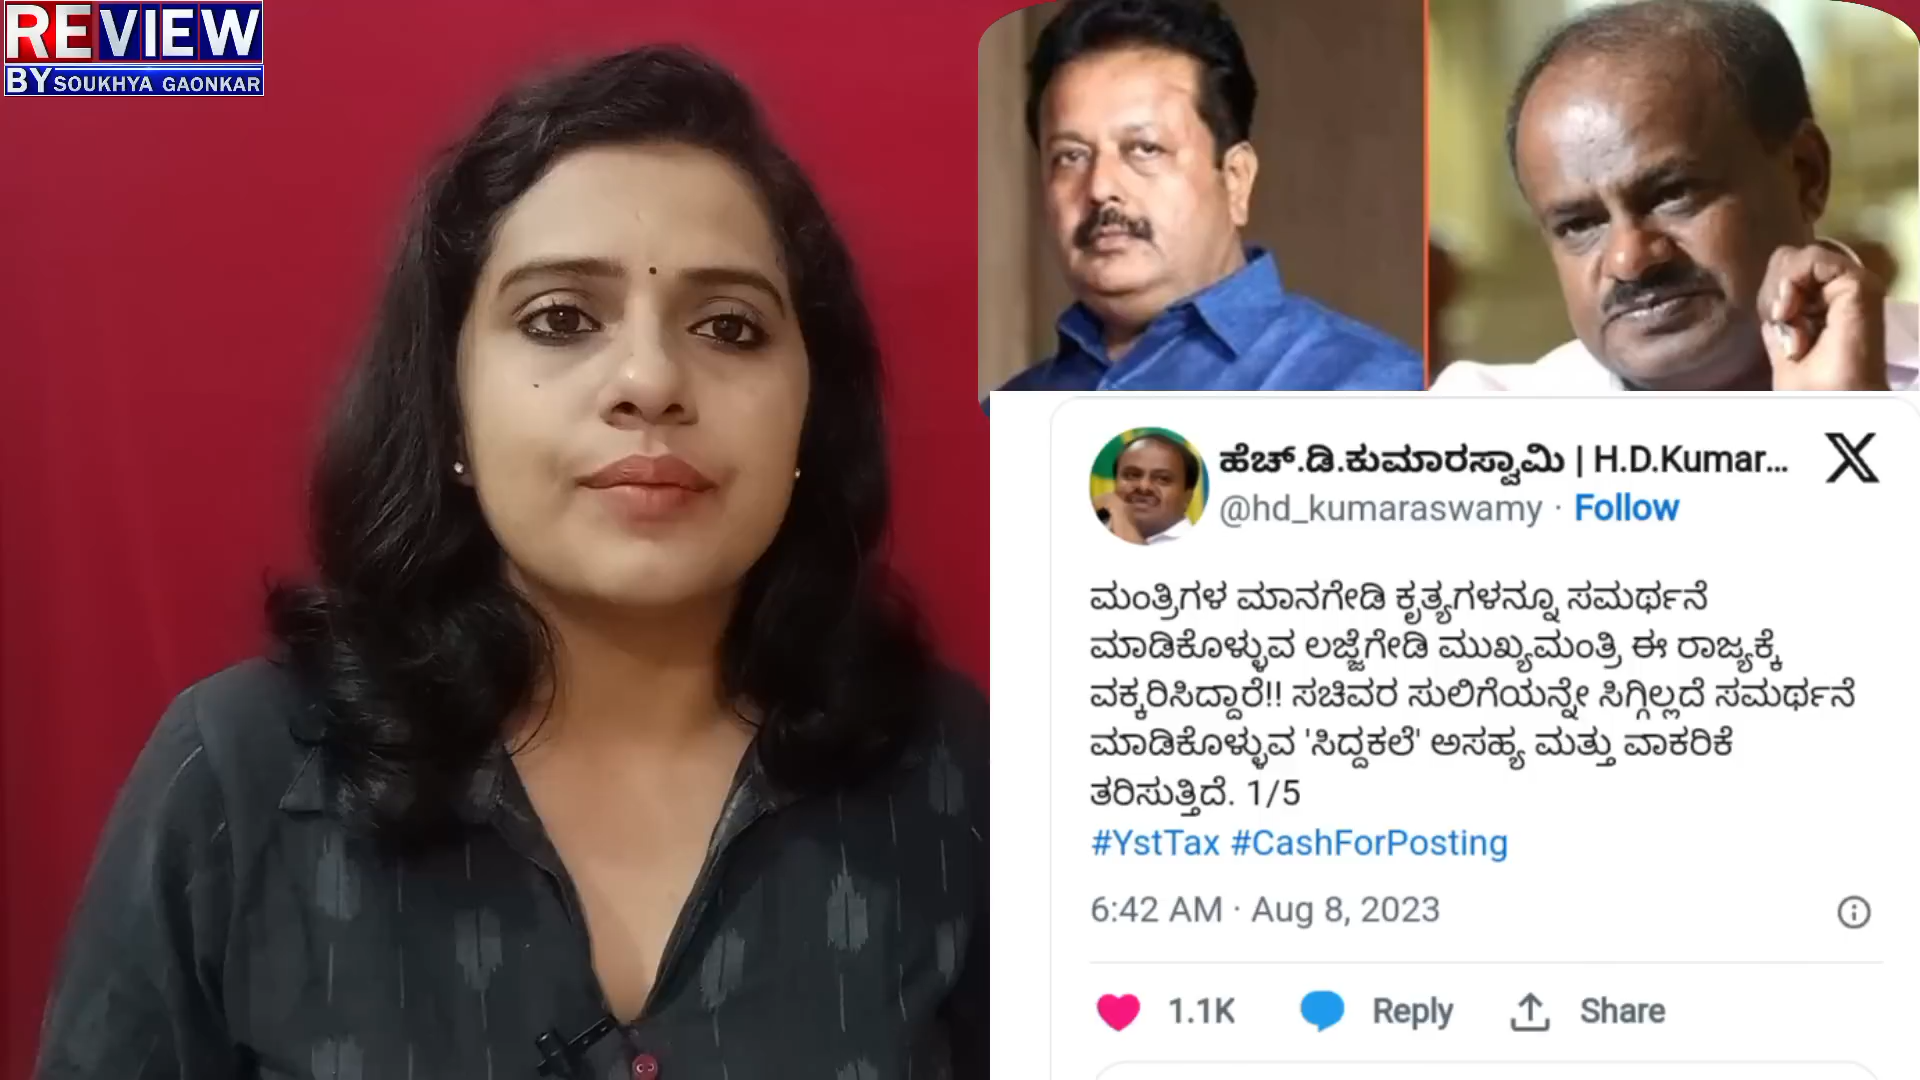 REVIEW
BY SOUKHYA GAONKAR
ಹೆಚ್.ಡಿ.ಕುಮಾರಸ್ವಾಮಿ | H.D.Kumar...
@hd_kumaraswamy · Follow
ಮಂತ್ರಿಗಳ ಮಾನಗೇಡಿ ಕೃತ್ಯಗಳನ್ನೂ ಸಮರ್ಥನೆ
ಮಾಡಿಕೊಳ್ಳುವ ಲಜ್ಜೆಗೇಡಿ ಮುಖ್ಯಮಂತ್ರಿ ಈ ರಾಜ್ಯಕ್ಕೆ
ವಕ್ಕರಿಸಿದ್ದಾರೆ!! ಸಚಿವರ ಸುಲಿಗೆಯನ್ನೇ ಸಿಗ್ಗಿಲ್ಲದೆ ಸಮರ್ಥನೆ
ಮಾಡಿಕೊಳ್ಳುವ 'ಸಿದ್ದಕಲೆ' ಅಸಹ್ಯ ಮತ್ತು ವಾಕರಿಕೆ
ತರಿಸುತ್ತಿದೆ. 1/5
#YstTax #CashForPosting
6:42 AM · Aug 8, 2023
1.1K Reply Share